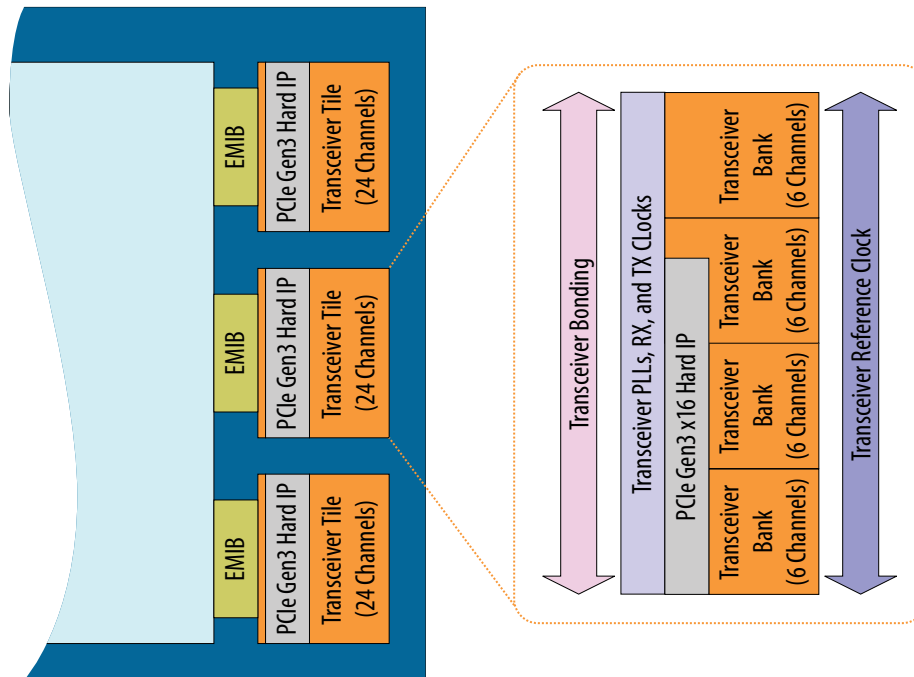 EMIB
PCIe Gen3 Hard IP
Transceiver Tile
(24 Channels)
EMIB
PCIe Gen3 Hard IP
Transceiver Tile
(24 Channels)
EMIB
PCIe Gen3 Hard IP
Transceiver Tile
(24 Channels)
Transceiver Bonding
Transceiver PLLs, RX, and TX CLocks
PCIe Gen3 x16 Hard IP
Transceiver
Bank
(6 Channels)
Transceiver
Bank
(6 Channels)
Transceiver
Bank
(6 Channels)
Transceiver
Bank
(6 Channels)
Transceiver Reference Clock